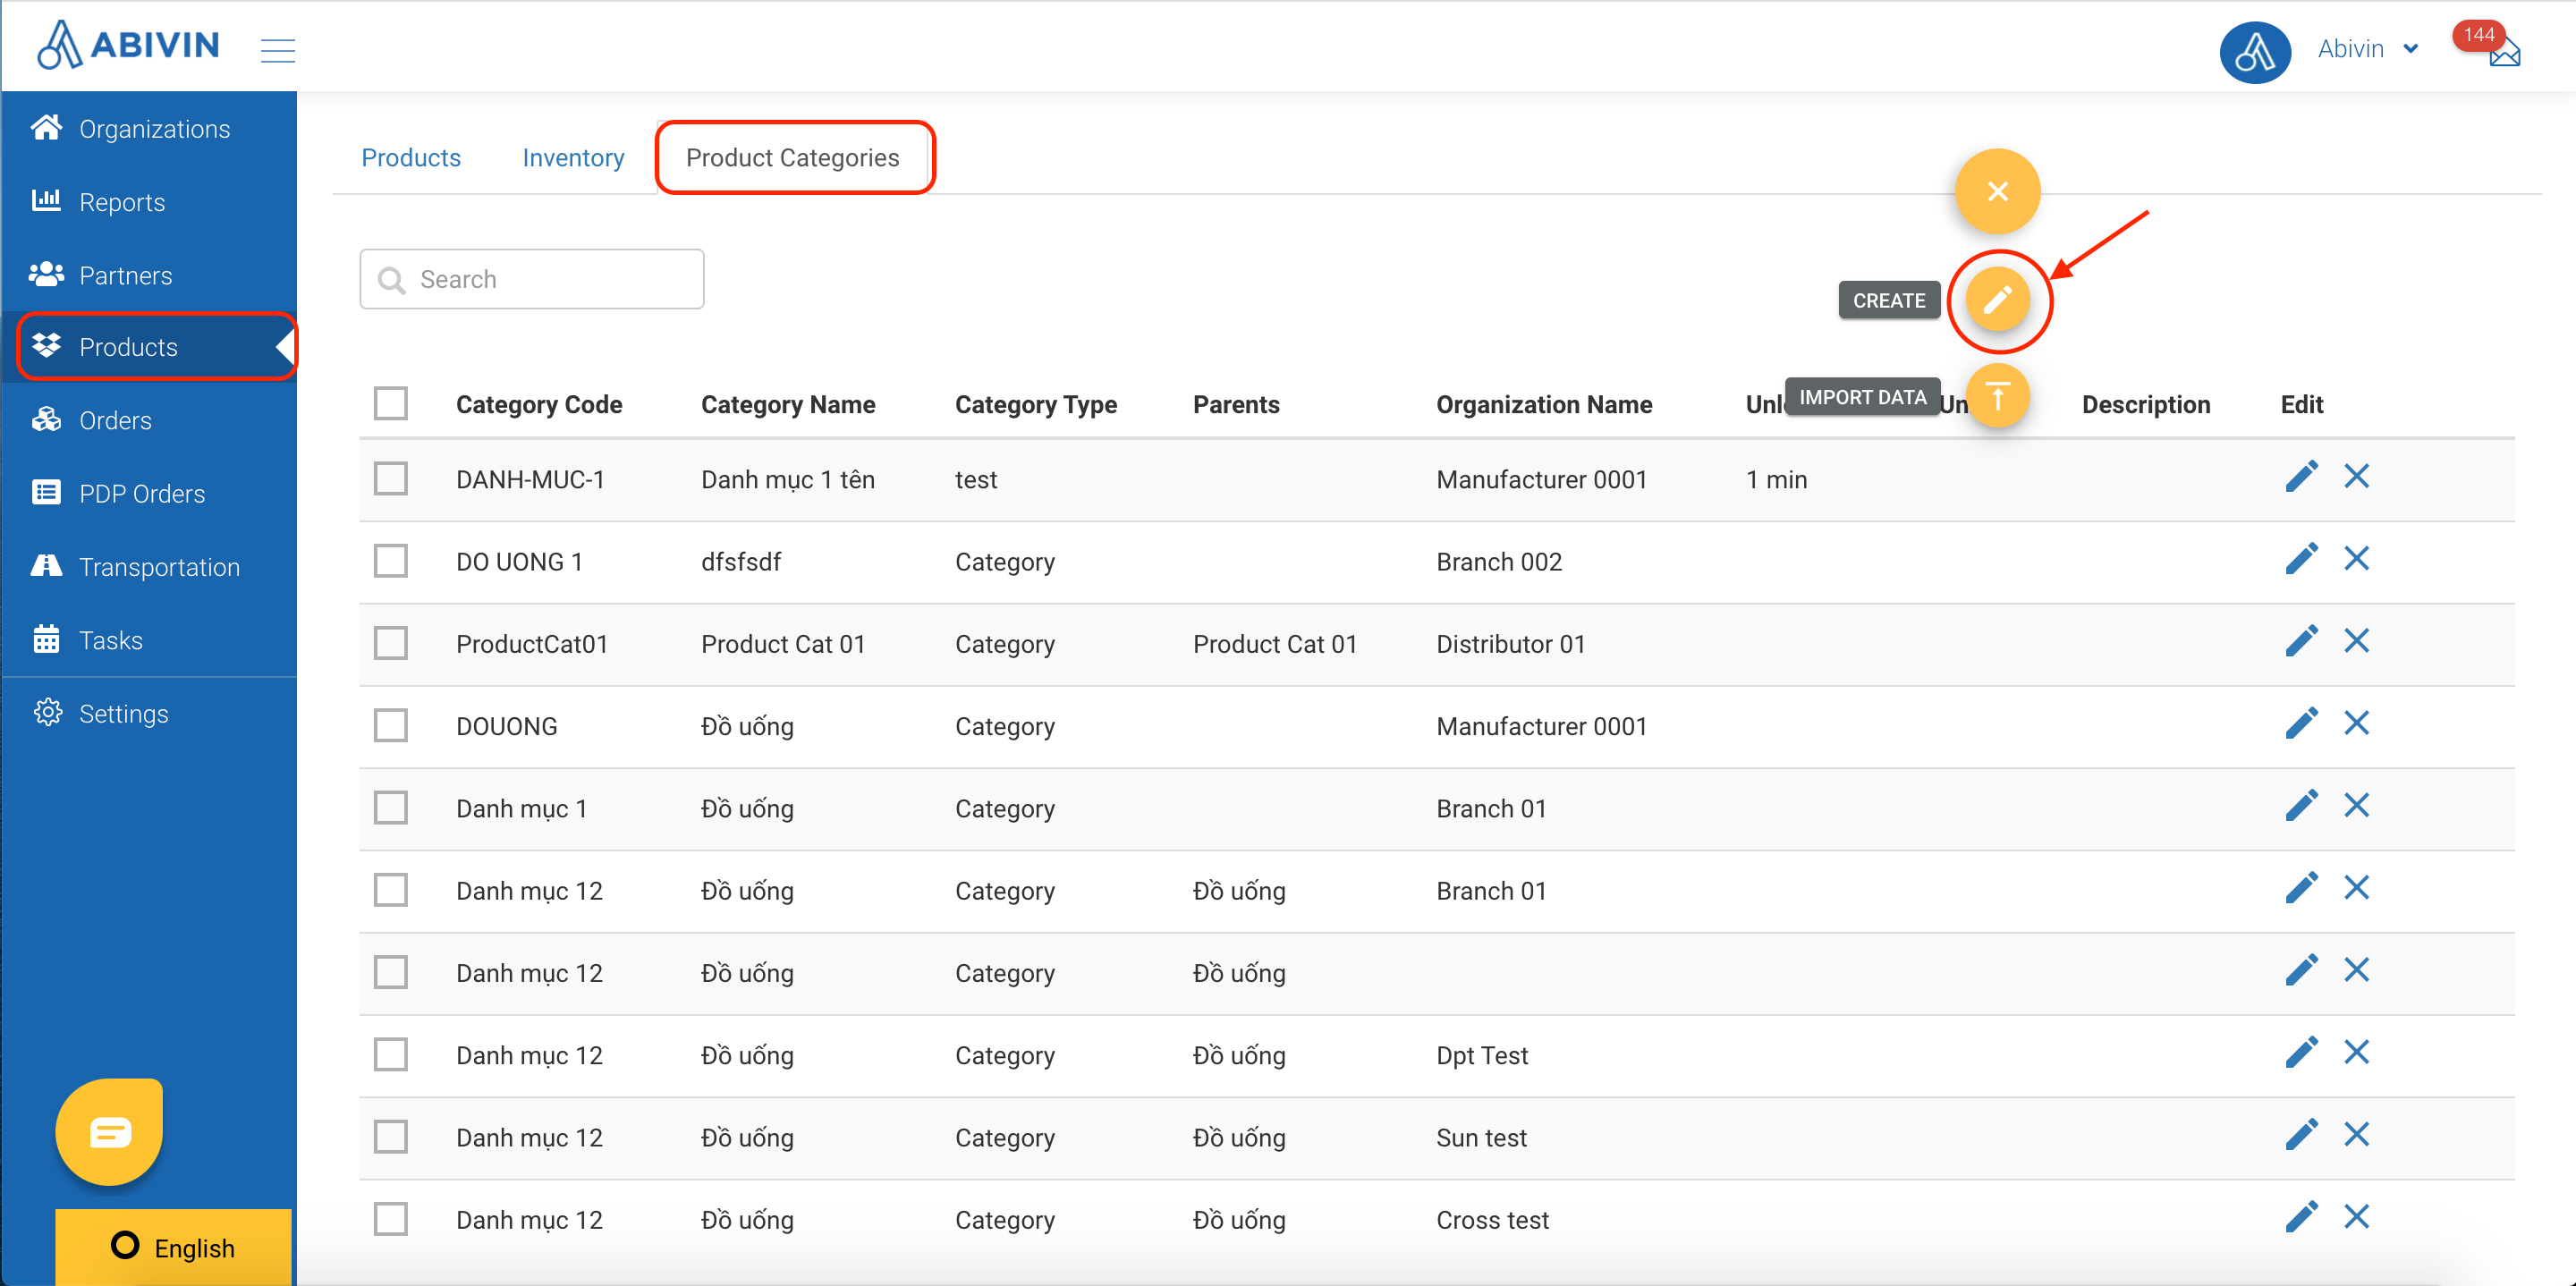 ABIVIN
Abivin
144
Organizations
Reports
Partners
Products
Orders
PDP Orders
Transportation
Tasks
Settings
English
Products Inventory Product Categories
Search
CREATE
IMPORT DATA
Category Code Category Name Category Type Parents Organization Name Description Edit
DANH-MUC-1 Danh mục 1 tên test Manufacturer 0001 1 min
DO UONG 1 dfsfsdf Category Branch 002
ProductCat01 Product Cat 01 Category Product Cat 01 Distributor 01
DOUONG Đồ uống Category Manufacturer 0001
Danh mục 1 Đồ uống Category Branch 01
Danh mục 12 Đồ uống Category Đồ uống Branch 01
Danh mục 12 Đồ uống Category Đồ uống
Danh mục 12 Đồ uống Category Đồ uống Dpt Test
Danh mục 12 Đồ uống Category Đồ uống Sun test
Danh mục 12 Đồ uống Category Đồ uống Cross test